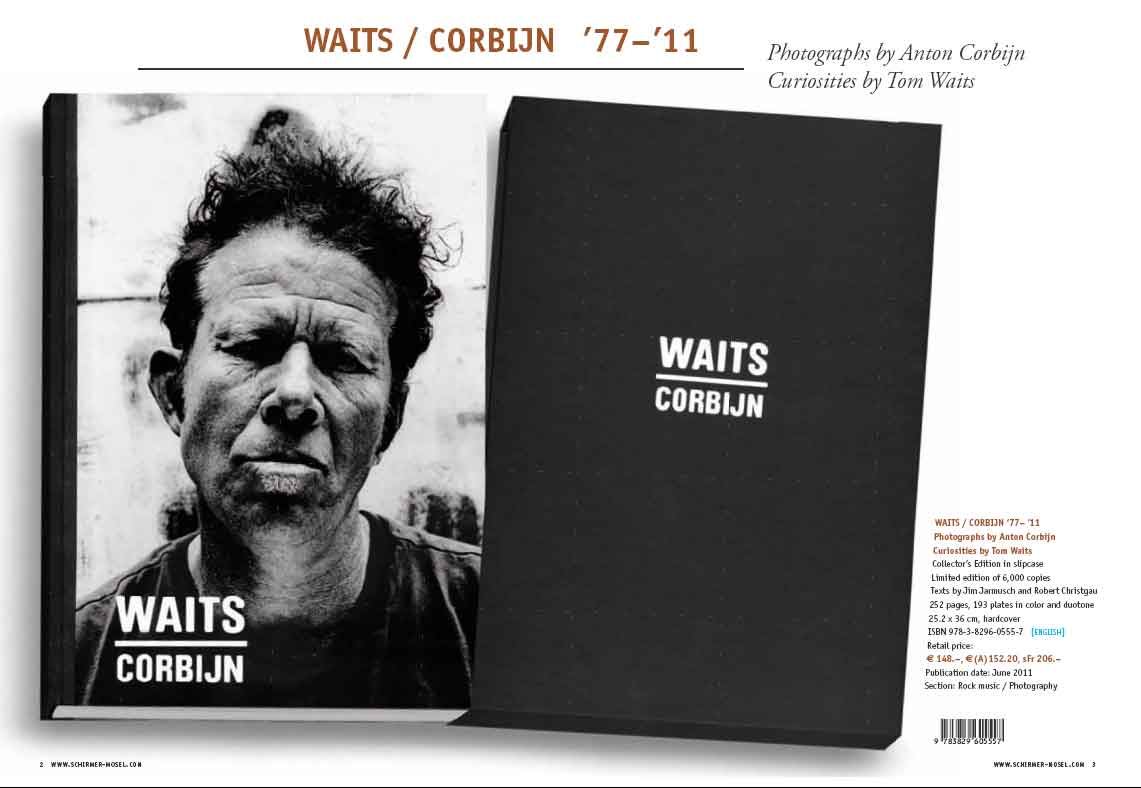 WAITS / CORBIJN ’77–’11
Photographs by Anton Corbijn
Curiosities by Tom Waits
WAITS
CORBIJN
WAITS
CORBIJN
WAITS / CORBIJN ’77– ’11
Photographs by Anton Corbijn
Curiosities by Tom Waits
Collector’s Edition in slipcase
Limited edition of 6,000 copies
Texts by Jim Jarmusch and Robert Christgau
252 pages, 193 plates in color and duotone
25.2 x 36 cm, hardcover
ISBN 978-3-8296-0555-7 [ENGLISH]
Retail price:
€ 148.–, €(A) 152.20, sFr 206.–
Publication date: June 2011
Section: Rock music / Photography
9 783829 605557
2 WWW.SCHIRMER-MOSEL.COM
WWW.SCHIRMER-MOSEL.COM 3